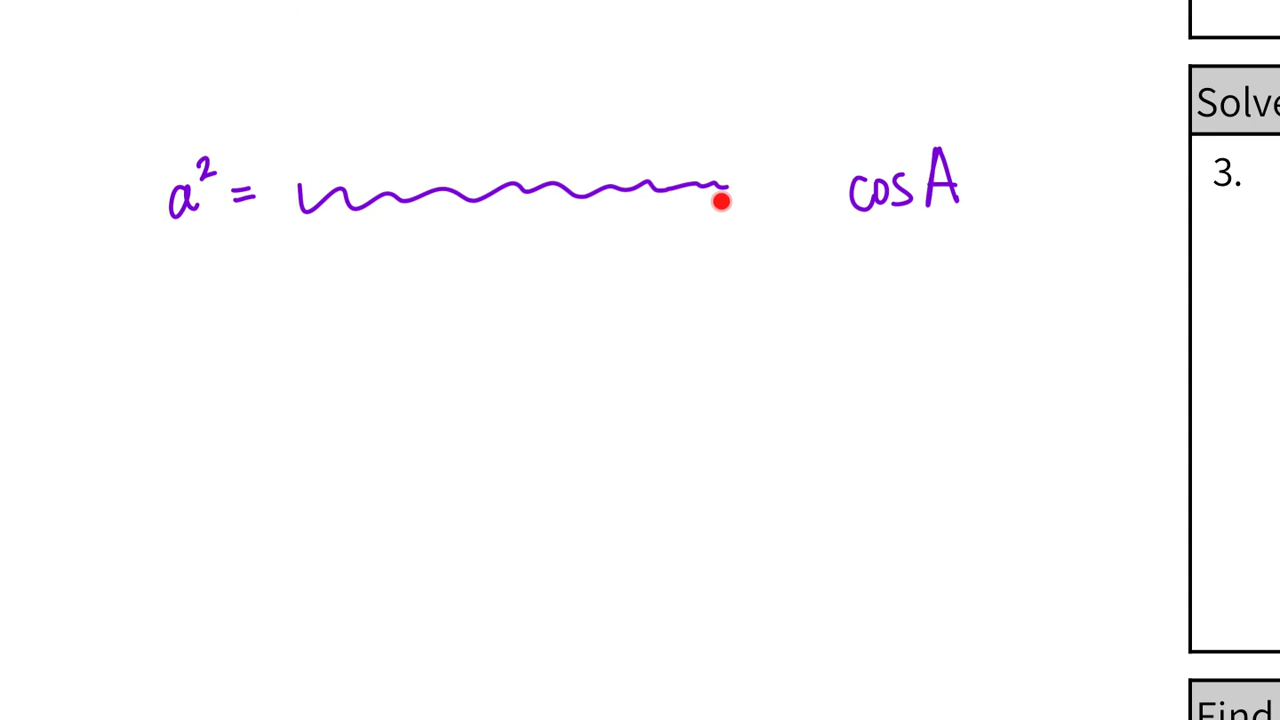 a² = cos A
Solve
3.
Find